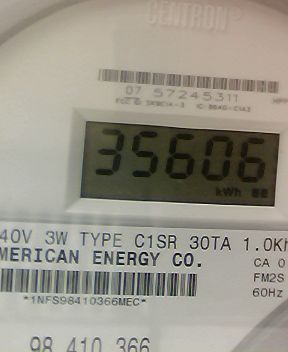 CENTRON®
07 57245311
35606
kWh
40V 3W TYPE C1SR 30TA 1.0Kh
MERICAN ENERGY CO.
CA 0
FM2S
60Hz
*1NFS98410366MEC*
98 410 366